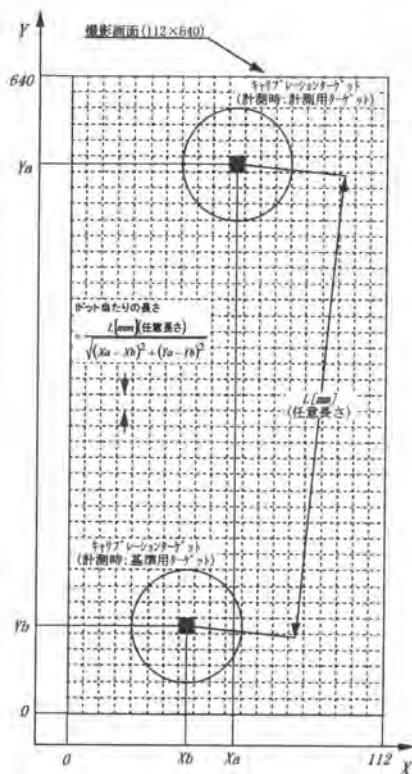 Y
撮影画面(112×640)
640
キャリブレーションターゲット
(計測時:計測用ターゲット)
Ya
1ドット当たりの長さ
=L[mm](任意長さ)/√(Xa-Xb)²+(Ya-Yb)²
L[mm]
(任意長さ)
キャリブレーションターゲット
(計測時:基準用ターゲット)
Yb
0
0
Xb
Xa
112
X